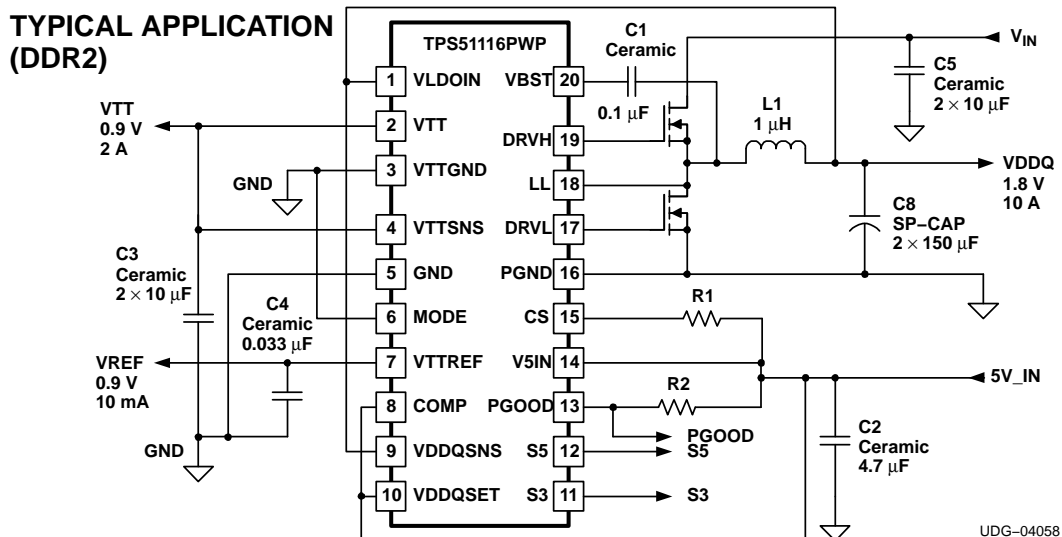 TYPICAL APPLICATION
(DDR2)
TPS51116PWP
C1
Ceramic
0.1 μF
VIN
C5
Ceramic
2 × 10 μF
L1
1 μH
VTT
0.9 V
2 A
GND
C3
Ceramic
2 × 10 μF
C4
Ceramic
0.033 μF
VREF
0.9 V
10 mA
GND
1 VLDOIN
2 VTT
3 VTTGND
4 VTTSNS
5 GND
6 MODE
7 VTTREF
8 COMP
9 VDDQSNS
10 VDDQSET
VBST 20
DRVH 19
LL 18
DRVL 17
PGND 16
CS 15
V5IN 14
PGOOD 13
S5 12
S3 11
VDDQ
1.8 V
10 A
C8
SP–CAP
2 × 150 μF
R1
R2
5V_IN
PGOOD
S5
S3
C2
Ceramic
4.7 μF
UDG–04058